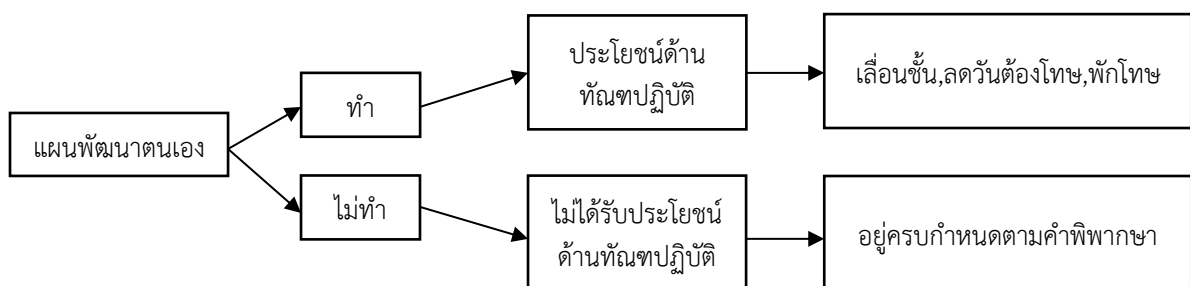 แผนพัฒนาตนเอง
ทำ
ประโยชน์ด้าน
ทัณฑปฏิบัติ
เลื่อนชั้น,ลดวันต้องโทษ,พักโทษ
ไม่ทำ
ไม่ได้รับประโยชน์
ด้านทัณฑปฏิบัติ
อยู่ครบกำหนดตามคำพิพากษา